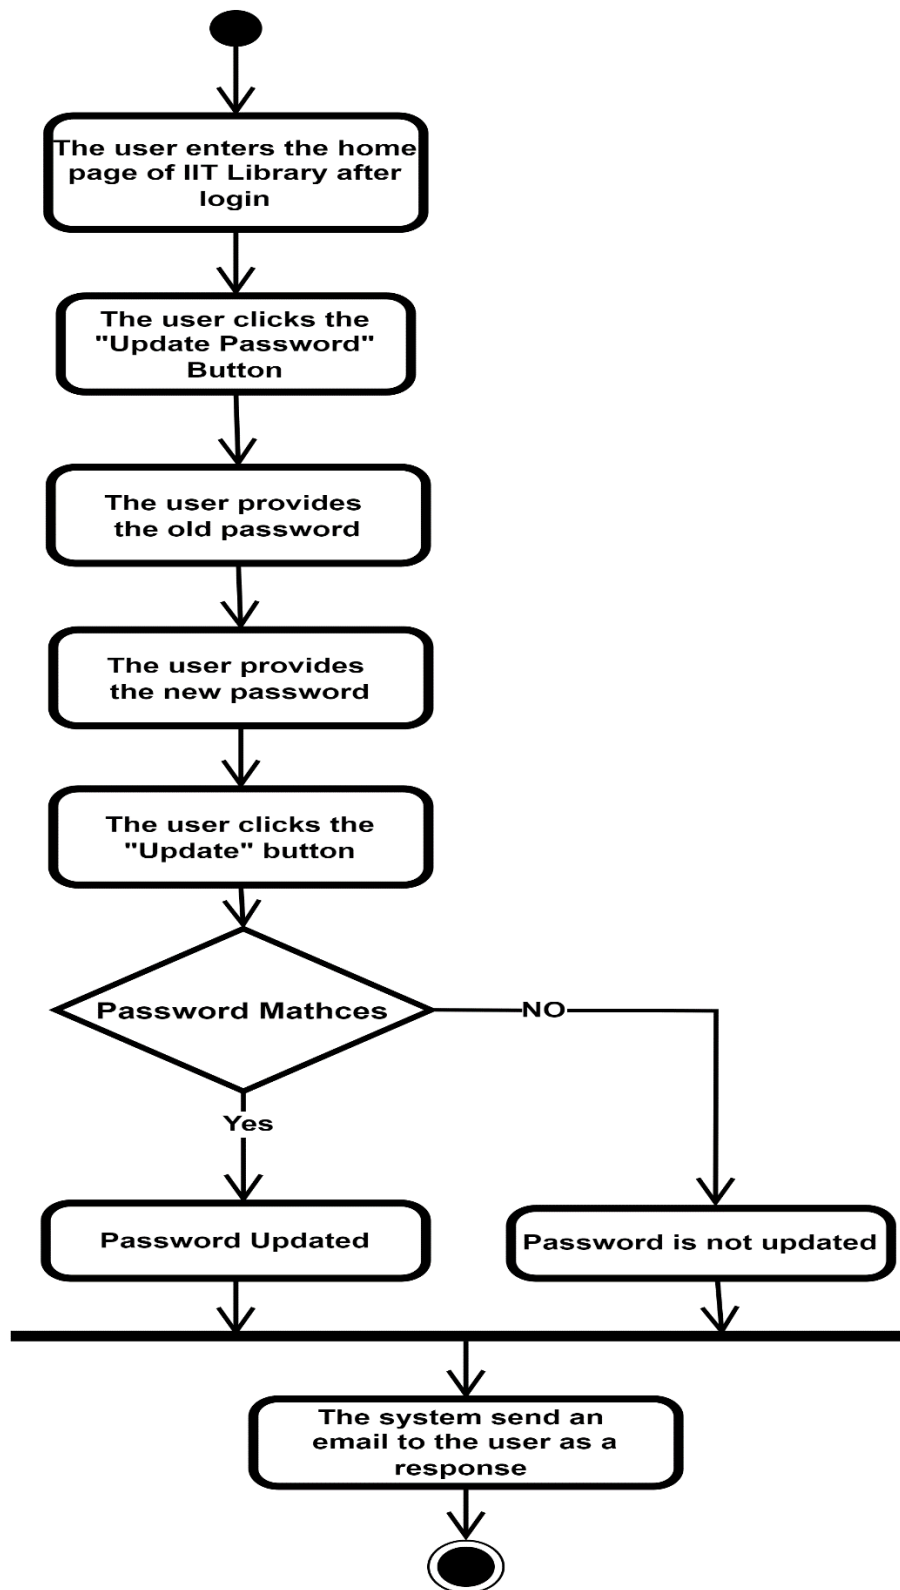 The user enters the home
page of IIT Library after
login
The user clicks the
"Update Password"
Button
The user provides
the old password
The user provides
the new password
The user clicks the
"Update" button
Password Mathces
NO
Yes
Password Updated
Password is not updated
The system send an
email to the user as a
response